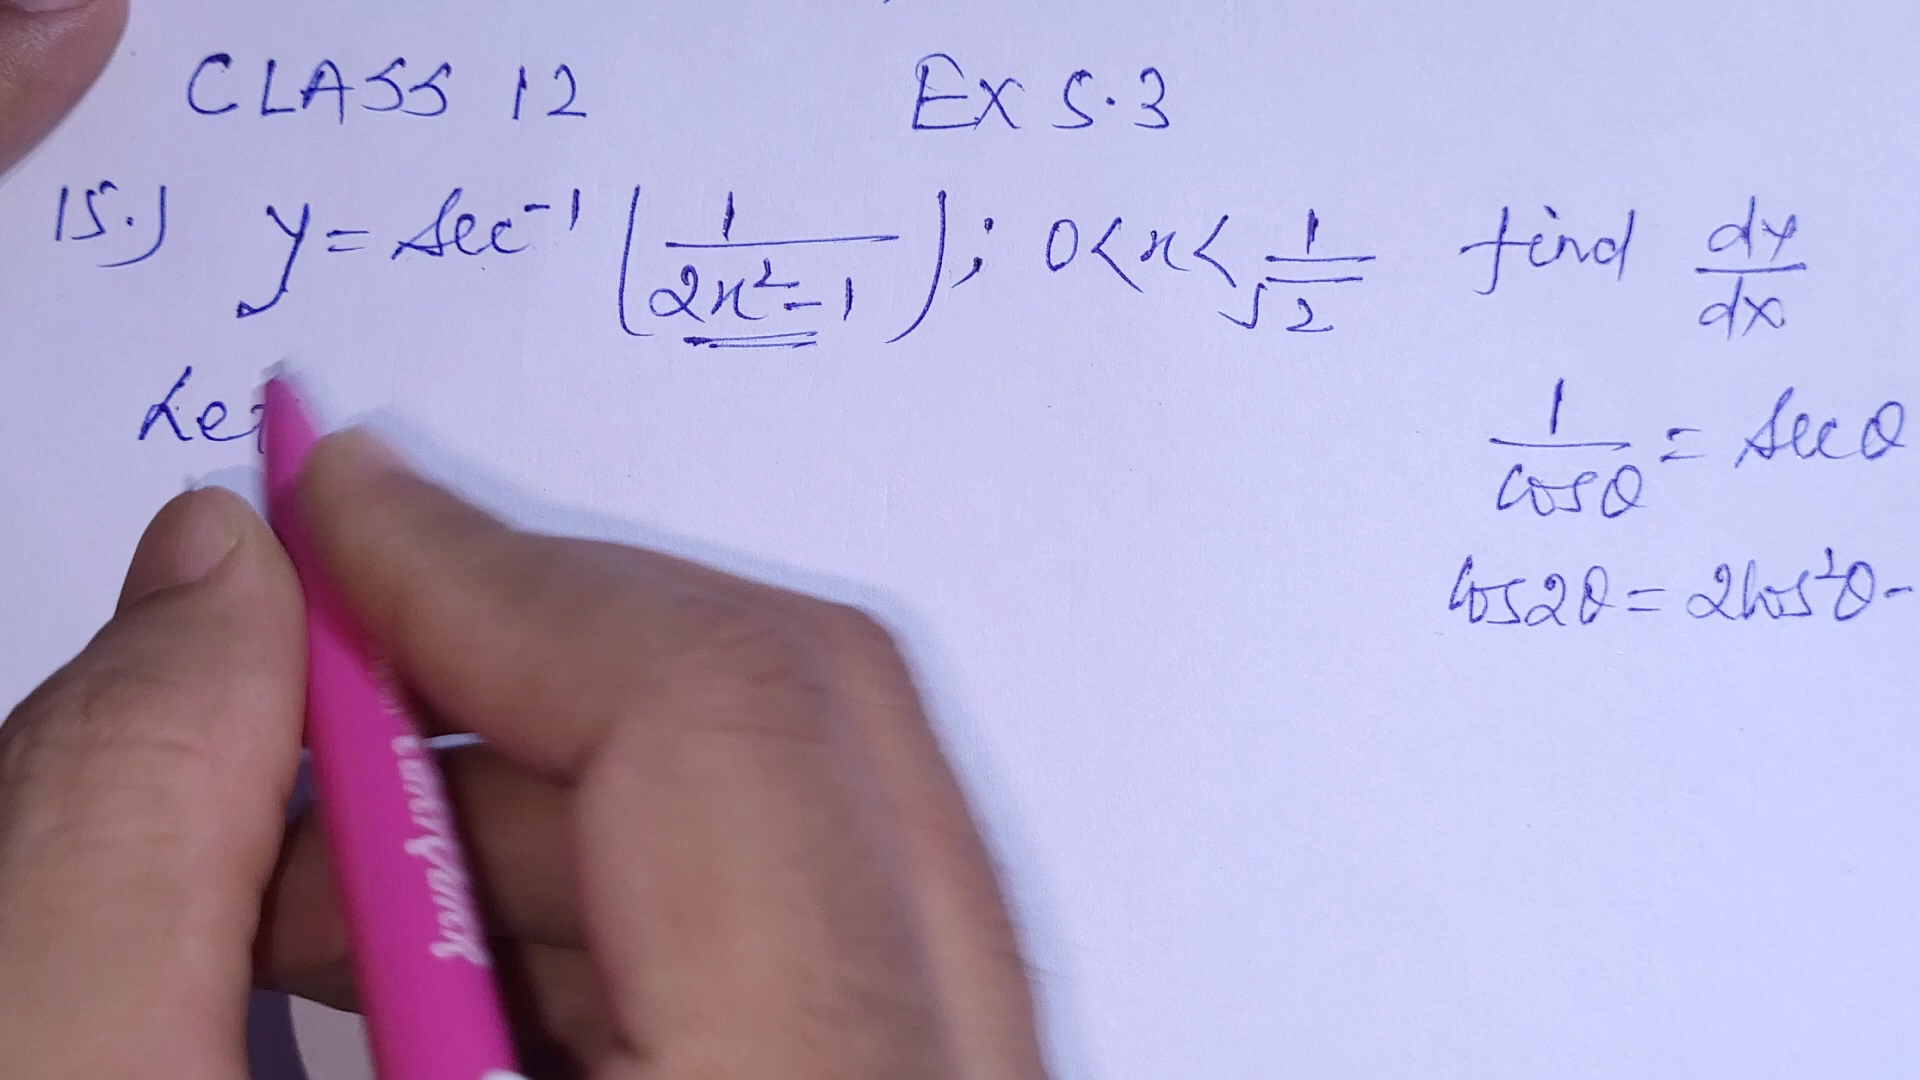 CLASS 12 EX 5.3
15.) y = sec⁻¹ (1/(2x²-1)); 0<x<1/√2 find dy/dx
Let
1/cosθ = secθ
cos2θ = 2cos²θ-